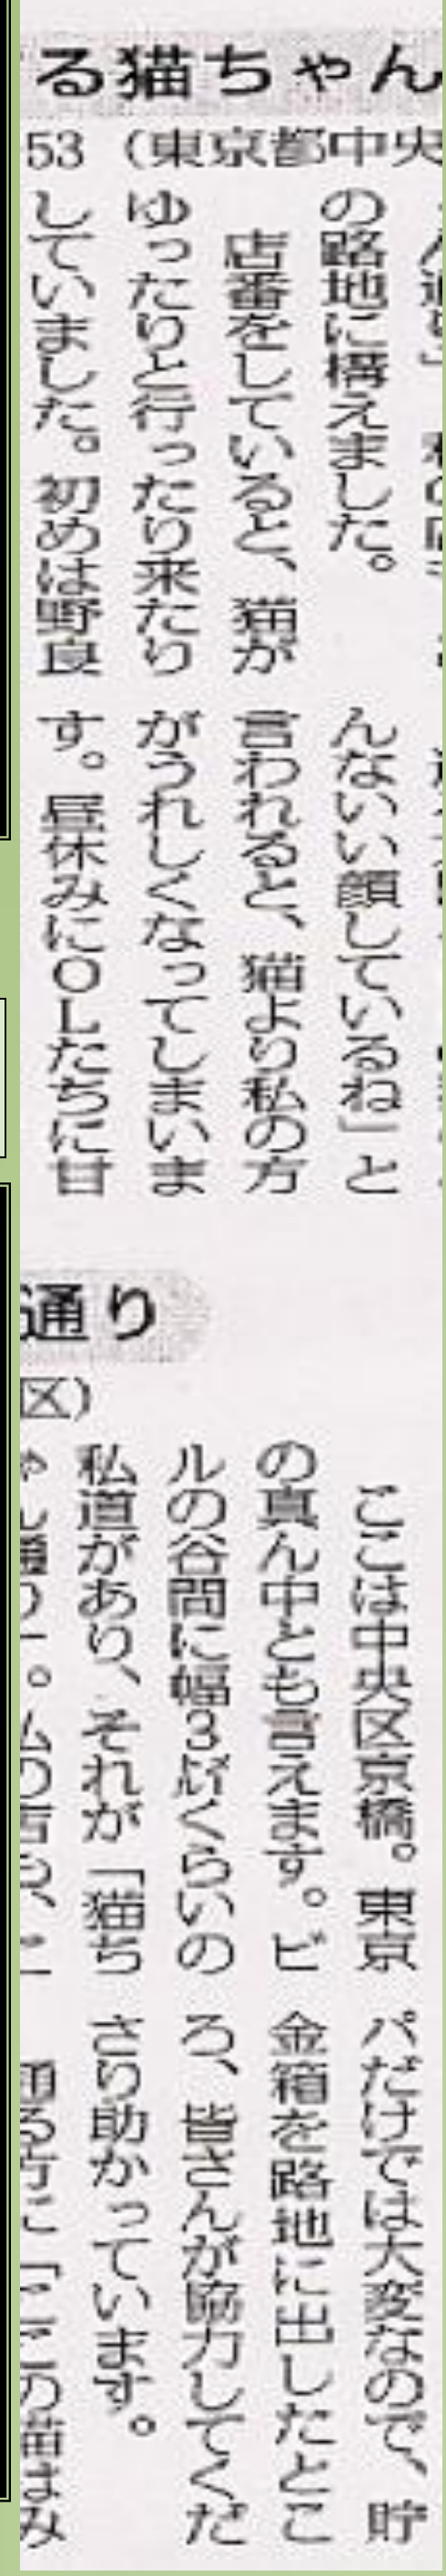 る猫ちゃん
53 (東京都中央
の路地に構えました。
店番をしていると、猫が
ゆったりと行ったり来たり
していました。初めは野良
んないい顔しているね」と
言われると、猫より私の方
がうれしくなってしまいま
す。昼休みにOLたちに甘
通り
区)
ここは中央区京橋。東京
の真ん中とも言えます。ビ
ルの谷間に幅3㍍くらいの
私道があり、それが「猫ち
パだけでは大変なので、貯
金箱を路地に出したとこ
ろ、皆さんが協力してくだ
さり助かっています。